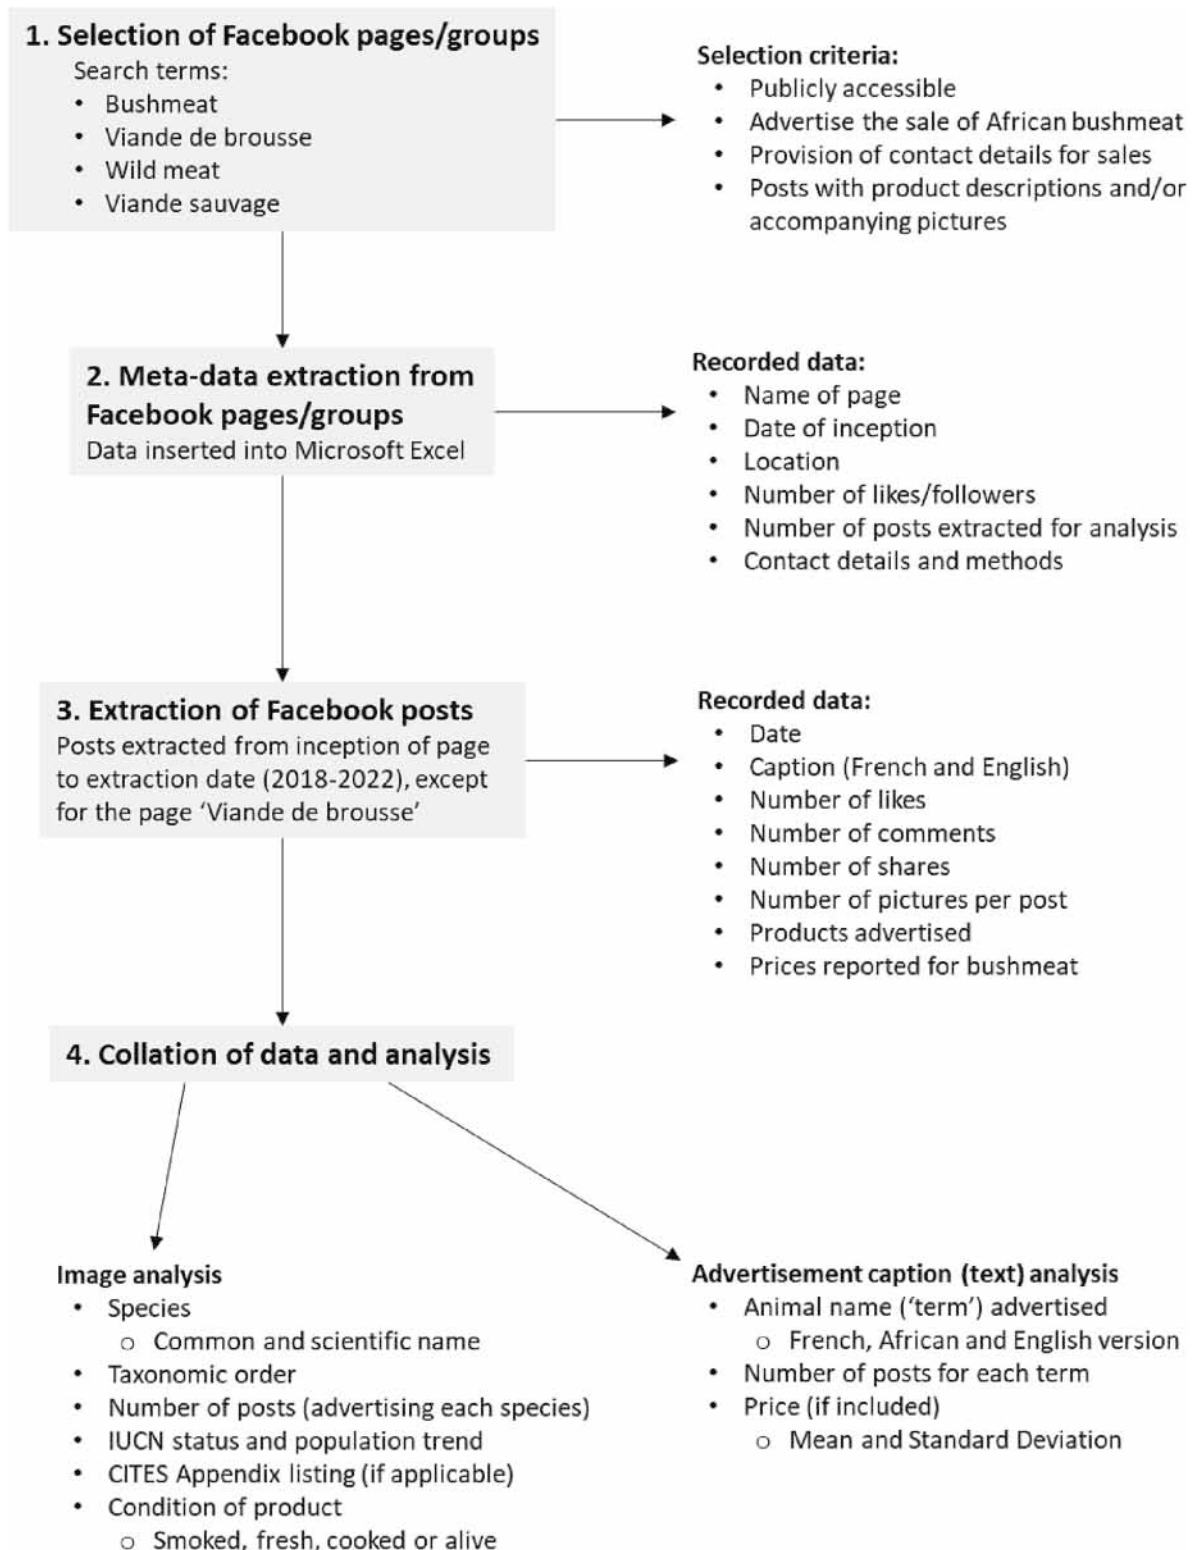 1. Selection of Facebook pages/groups
Search terms:
• Bushmeat
• Viande de brousse
• Wild meat
• Viande sauvage
Selection criteria:
• Publicly accessible
• Advertise the sale of African bushmeat
• Provision of contact details for sales
• Posts with product descriptions and/or
accompanying pictures
2. Meta-data extraction from
Facebook pages/groups
Data inserted into Microsoft Excel
Recorded data:
• Name of page
• Date of inception
• Location
• Number of likes/followers
• Number of posts extracted for analysis
• Contact details and methods
3. Extraction of Facebook posts
Posts extracted from inception of page
to extraction date (2018-2022), except
for the page ‘Viande de brousse’
Recorded data:
• Date
• Caption (French and English)
• Number of likes
• Number of comments
• Number of shares
• Number of pictures per post
• Products advertised
• Prices reported for bushmeat
4. Collation of data and analysis
Image analysis
• Species
o Common and scientific name
• Taxonomic order
• Number of posts (advertising each species)
• IUCN status and population trend
• CITES Appendix listing (if applicable)
• Condition of product
o Smoked, fresh, cooked or alive
Advertisement caption (text) analysis
• Animal name (‘term’) advertised
o French, African and English version
• Number of posts for each term
• Price (if included)
o Mean and Standard Deviation